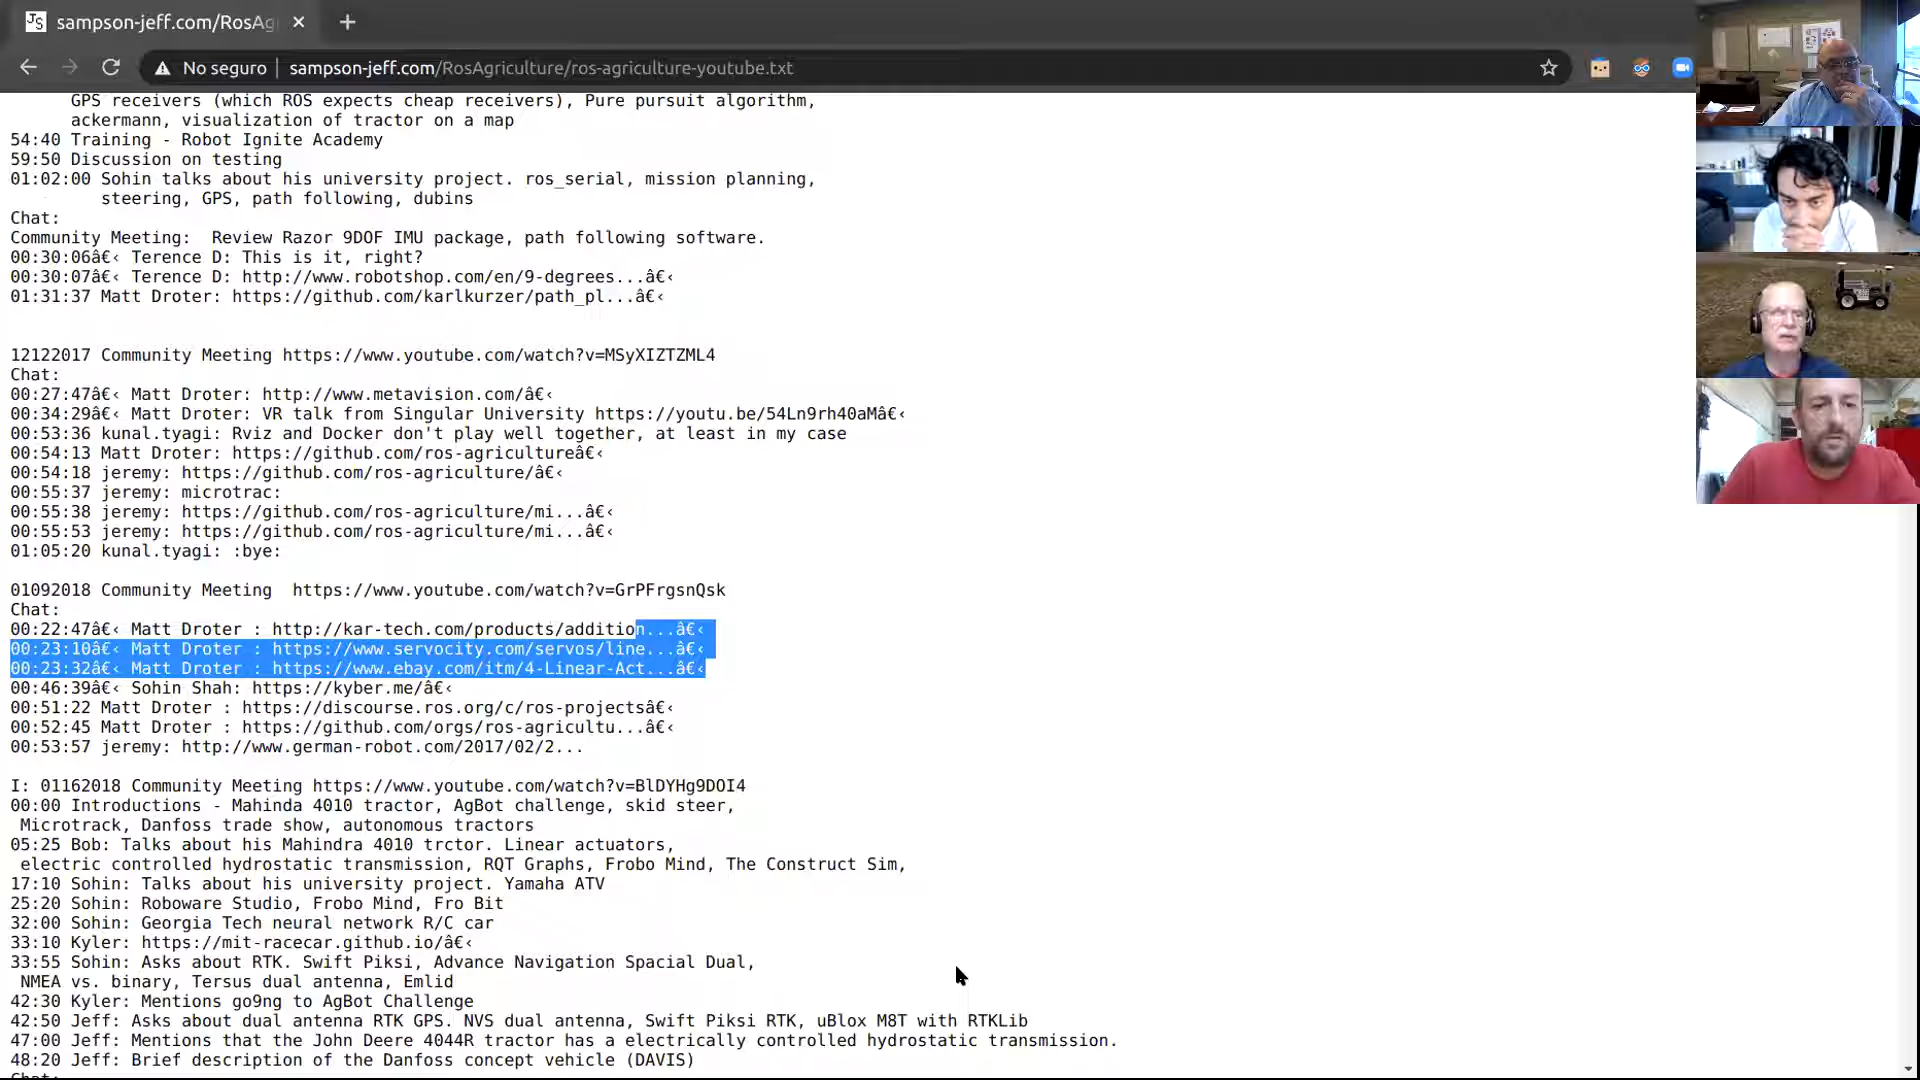 sampson-jeff.com/RosAg
No seguro
sampson-jeff.com/RosAgriculture/ros-agriculture-youtube.txt
GPS receivers (which ROS expects cheap receivers), Pure pursuit algorithm,
ackermann, visualization of tractor on a map
54:40 Training - Robot Ignite Academy
59:50 Discussion on testing
01:02:00 Sohin talks about his university project. ros_serial, mission planning,
steering, GPS, path following, dubins
Chat:
Community Meeting:  Review Razor 9DOF IMU package, path following software.
00:30:06â€‹ Terence D: This is it, right?
00:30:07â€‹ Terence D: http://www.robotshop.com/en/9-degrees...â€‹
01:31:37 Matt Droter: https://github.com/karlkurzer/path_pl...â€‹
12122017 Community Meeting https://www.youtube.com/watch?v=MSyXIZTZML4
Chat:
00:27:47â€‹ Matt Droter: http://www.metavision.com/â€‹
00:34:29â€‹ Matt Droter: VR talk from Singular University https://youtu.be/54Ln9rh40aMâ€‹
00:53:36 kunal.tyagi: Rviz and Docker don't play well together, at least in my case
00:54:13 Matt Droter: https://github.com/ros-agricultureâ€‹
00:54:18 jeremy: https://github.com/ros-agriculture/â€‹
00:55:37 jeremy: microtrac:
00:55:38 jeremy: https://github.com/ros-agriculture/mi...â€‹
00:55:53 jeremy: https://github.com/ros-agriculture/mi...â€‹
01:05:20 kunal.tyagi: :bye:
01092018 Community Meeting  https://www.youtube.com/watch?v=GrPFrgsnQsk
Chat:
00:22:47â€‹ Matt Droter : http://kar-tech.com/products/addition...â€‹
00:23:10â€‹ Matt Droter : https://www.servocity.com/servos/line...â€‹
00:23:32â€‹ Matt Droter : https://www.ebay.com/itm/4-Linear-Act...â€‹
00:46:39â€‹ Sohin Shah: https://kyber.me/â€‹
00:51:22 Matt Droter : https://discourse.ros.org/c/ros-projectsâ€‹
00:52:45 Matt Droter : https://github.com/orgs/ros-agricultu...â€‹
00:53:57 jeremy: http://www.german-robot.com/2017/02/2...
I: 01162018 Community Meeting https://www.youtube.com/watch?v=BlDYHg9DOI4
00:00 Introductions - Mahinda 4010 tractor, AgBot challenge, skid steer,
Microtrack, Danfoss trade show, autonomous tractors
05:25 Bob: Talks about his Mahindra 4010 trctor. Linear actuators,
electric controlled hydrostatic transmission, RQT Graphs, Frobo Mind, The Construct Sim,
17:10 Sohin: Talks about his university project. Yamaha ATV
25:20 Sohin: Roboware Studio, Frobo Mind, Fro Bit
32:00 Sohin: Georgia Tech neural network R/C car
33:10 Kyler: https://mit-racecar.github.io/â€‹
33:55 Sohin: Asks about RTK. Swift Piksi, Advance Navigation Spacial Dual,
NMEA vs. binary, Tersus dual antenna, Emlid
42:30 Kyler: Mentions go9ng to AgBot Challenge
42:50 Jeff: Asks about dual antenna RTK GPS. NVS dual antenna, Swift Piksi RTK, uBlox M8T with RTKLib
47:00 Jeff: Mentions that the John Deere 4044R tractor has a electrically controlled hydrostatic transmission.
48:20 Jeff: Brief description of the Danfoss concept vehicle (DAVIS)